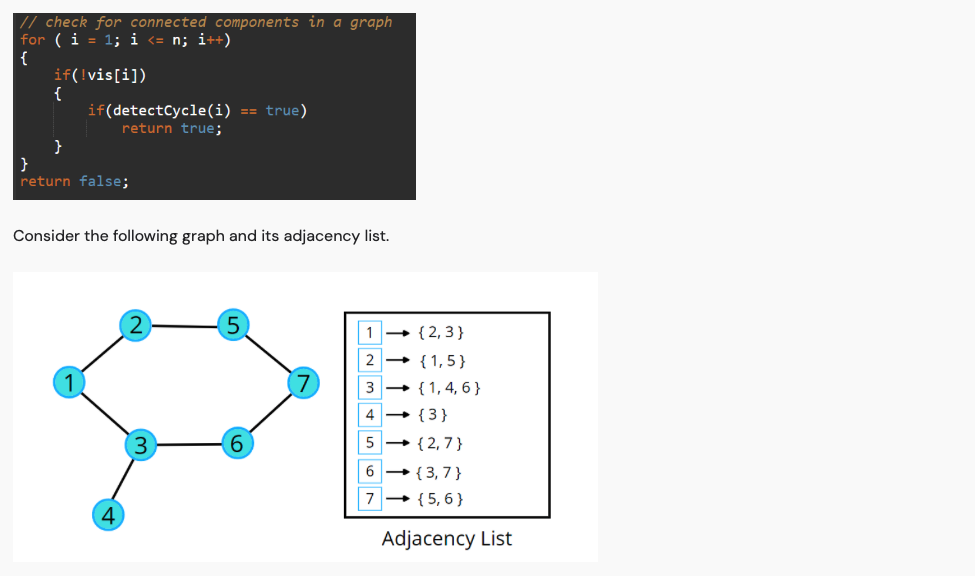 // check for connected components in a graph
for ( i = 1; i <= n; i++)
{
if(!vis[i])
{
if(detectCycle(i) == true)
return true;
}
}
return false;
Consider the following graph and its adjacency list.
2 5
1 7
3 6
4
1 → { 2, 3 }
2 → { 1, 5 }
3 → { 1, 4, 6 }
4 → { 3 }
5 → { 2, 7 }
6 → { 3, 7 }
7 → { 5, 6 }
Adjacency List